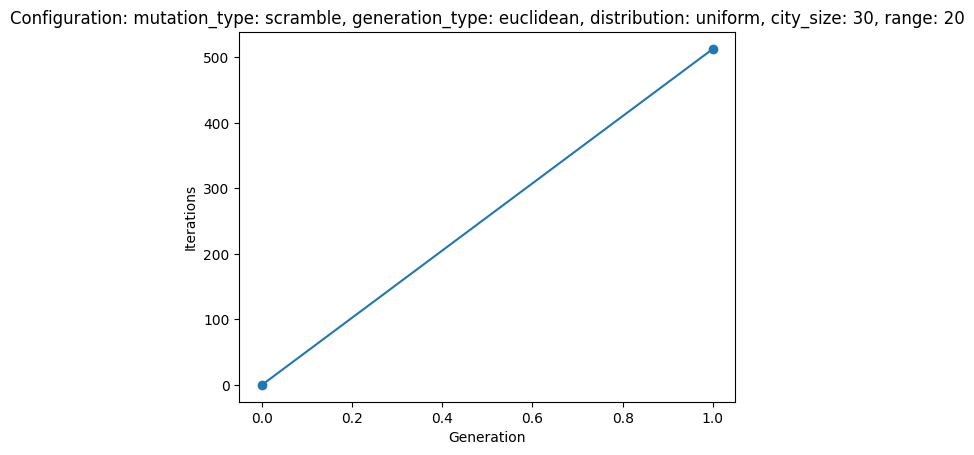 Configuration: mutation_type: scramble, generation_type: euclidean, distribution: uniform, city_size: 30, range: 20
500
400
300
200
100
0
Iterations
0.0 0.2 0.4 0.6 0.8 1.0
Generation